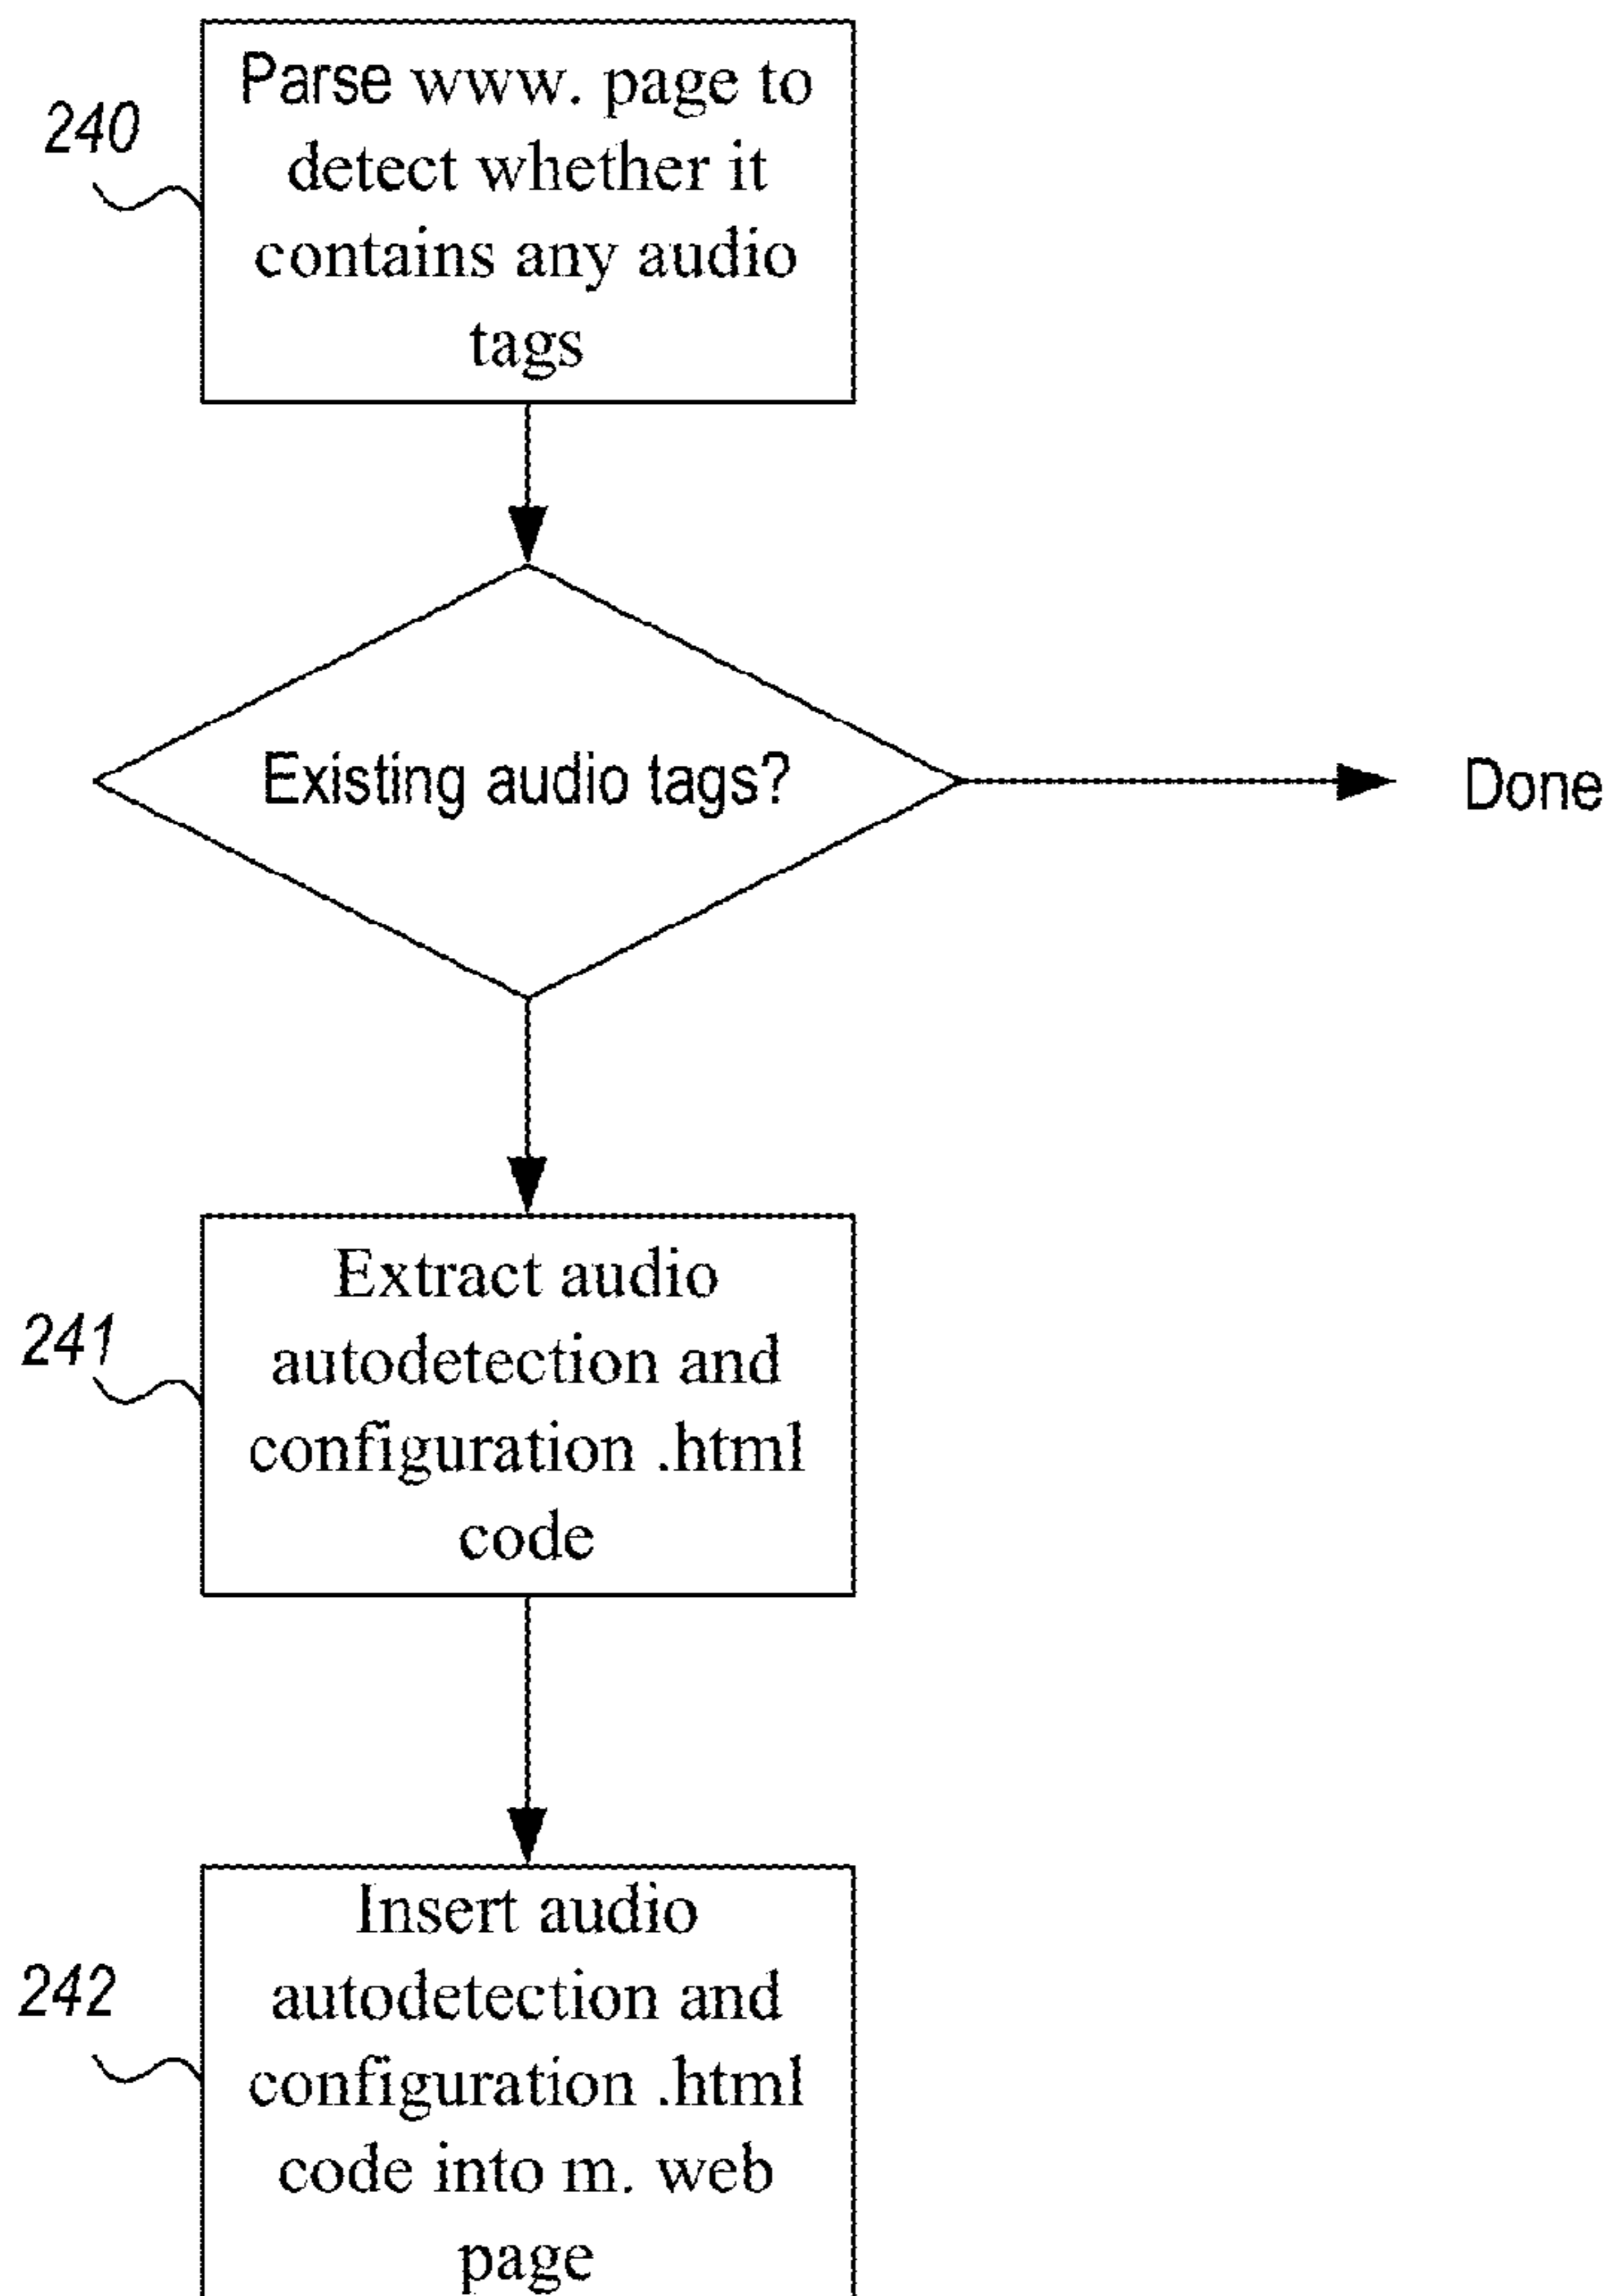 240
Parse www. page to
detect whether it
contains any audio
tags
Existing audio tags?
Done
241
Extract audio
autodetection and
configuration .html
code
242
Insert audio
autodetection and
configuration .html
code into m. web
page